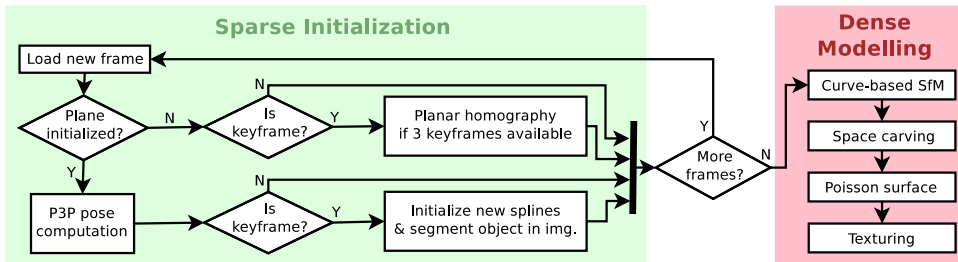 Sparse Initialization
Load new frame
Plane
initialized?
N
Y
Is
keyframe?
N
Y
Planar homography
if 3 keyframes available
P3P pose
computation
Is
keyframe?
N
Y
Initialize new splines
& segment object in img.
More
frames?
Y
N
Dense
Modelling
Curve-based SfM
Space carving
Poisson surface
Texturing